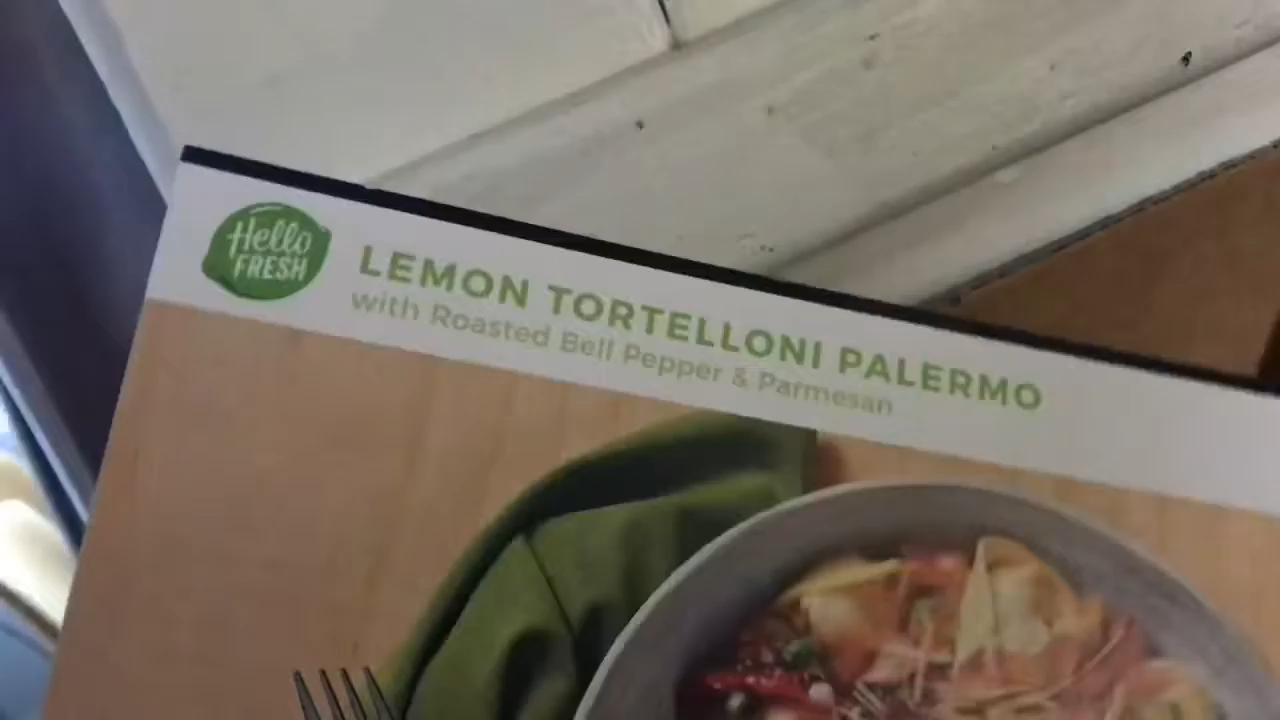 Hello
FRESH
LEMON TORTELLONI PALERMO
with Roasted Bell Pepper & Parmesan